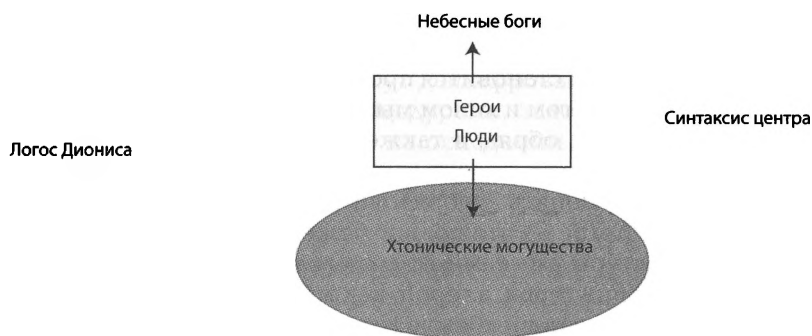 Небесные боги
Герои
Люди
Синтаксис центра
Логос Диониса
Хтонические могущества